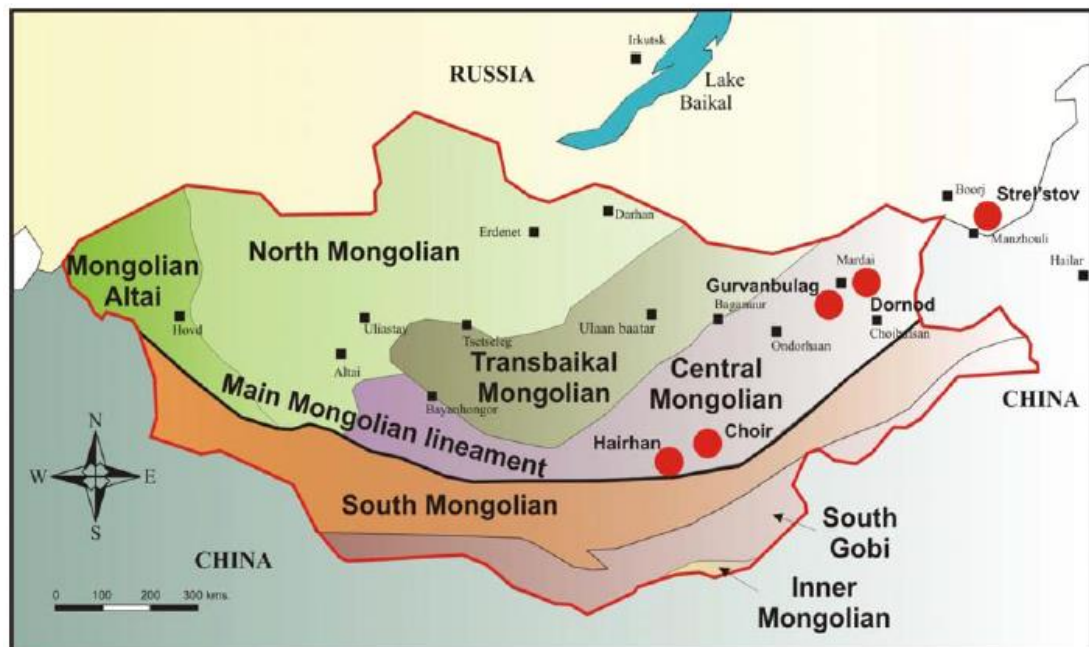 Irkutsk
RUSSIA
Lake
Baikal
Boorj
Strel'stov
Manzhouli
Hailar
Darhan
Erdenet
North Mongolian
Mongolian
Altai
Mardai
Gurvanbulag
Dornod
Hovd
Uliastay
Tsetseleg
Ulaan baatar
Baganuur
Ondorhaan
Choibalsan
Altai
Transbaikal
Mongolian
Central
Mongolian
CHINA
Bayanhongor
Main Mongolian lineament
Hairhan
Choir
N
W
E
S
South Mongolian
South
Gobi
CHINA
Inner
Mongolian
0 100 200 300 kms.